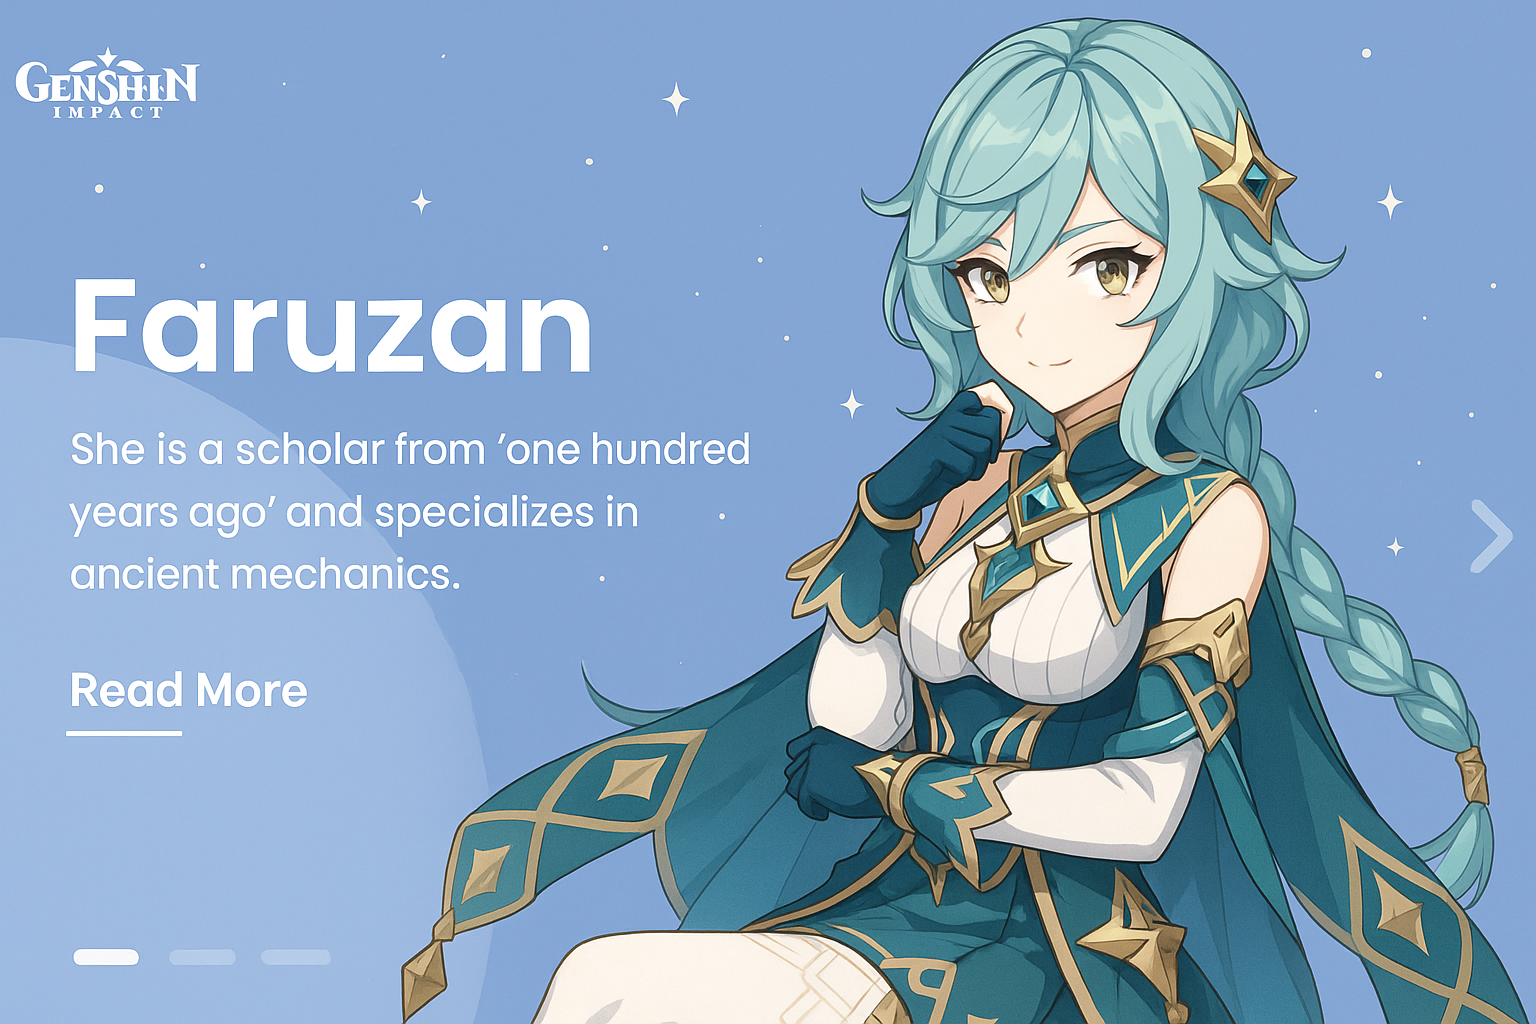 GENSHIN
IMPACT
Faruzan
She is a scholar from ’one hundred
years ago’ and specializes in
ancient mechanics.
Read More